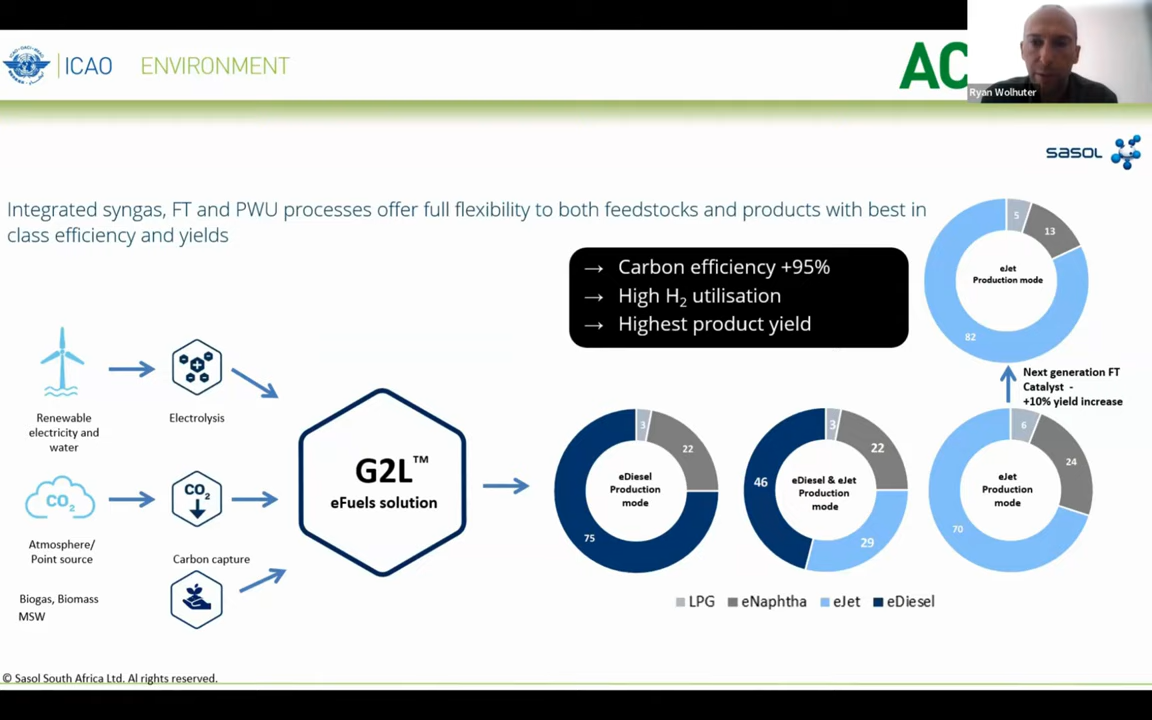 ICAO ENVIRONMENT
AC
Ryan Wolhuter
sasol
Integrated syngas, FT and PWU processes offer full flexibility to both feedstocks and products with best in
class efficiency and yields
→ Carbon efficiency +95%
→ High H₂ utilisation
→ Highest product yield
5
13
82
eJet
Production mode
Next generation FT
Catalyst -
+10% yield increase
Renewable
electricity and
water
Electrolysis
CO₂
Atmosphere/
Point source
CO₂
Carbon capture
Biogas, Biomass
MSW
G2L™
eFuels solution
3
22
75
eDiesel
Production
mode
3
22
46
29
eDiesel & eJet
Production
mode
6
24
70
eJet
Production
mode
LPG eNaphtha eJet eDiesel
© Sasol South Africa Ltd. Al rights reserved.